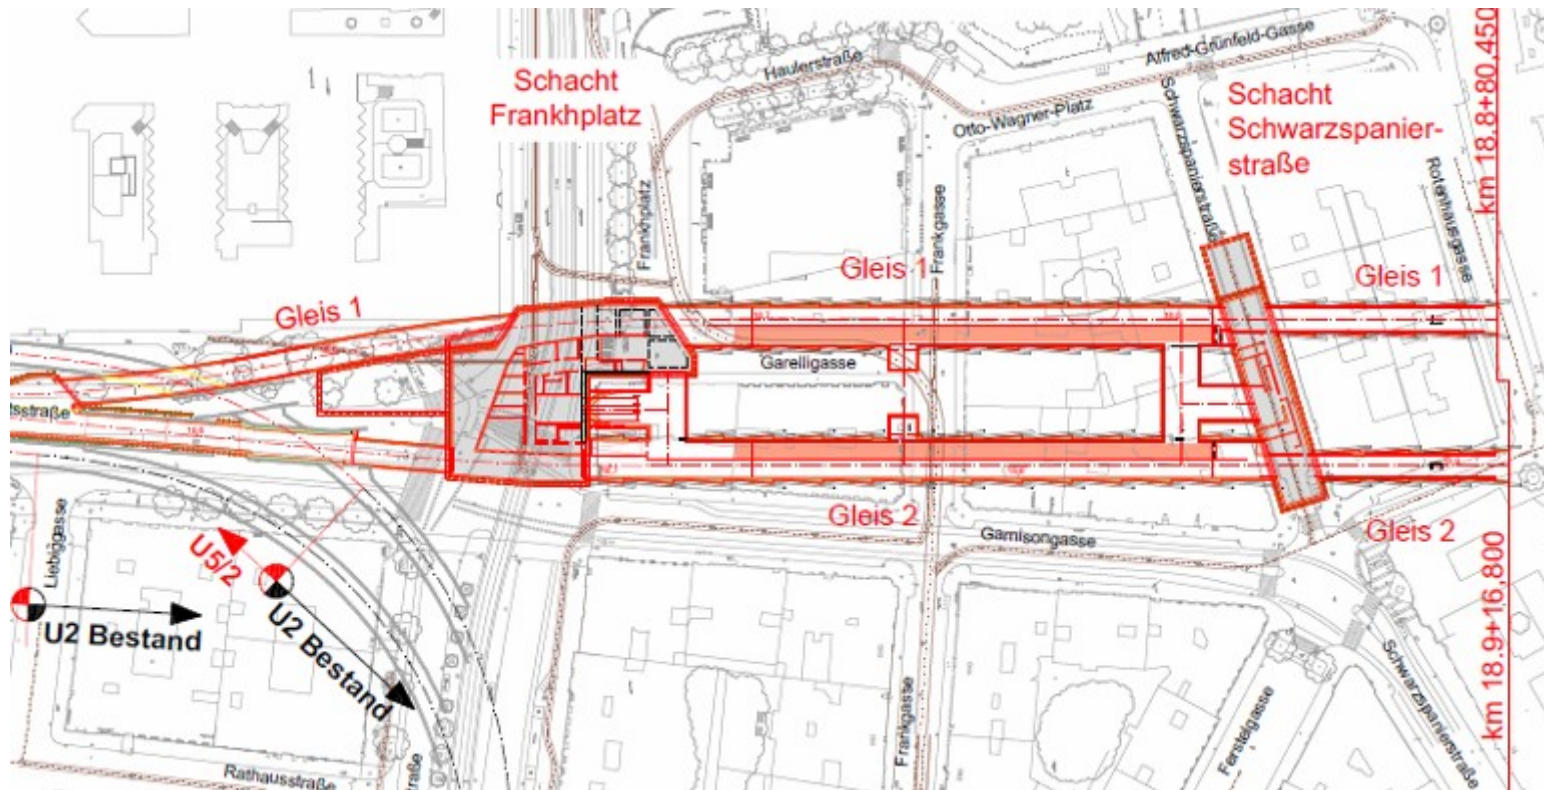 Schacht
Frankhplatz
Haulerstraße
Alfred-Grünfeld-Gasse
Otto-Wagner-Platz
Schacht
Schwarzspanier-
straße
km 18.8+80,450
Schwarzspanierstraße
Rotenhausgasse
Frankhplatz
Frankgasse
Gleis 1
Gleis 1
Gleis 1
Garelligasse
Gleis 2
Garnisongasse
Gleis 2
Liebiggasse
U5/2
U2 Bestand
U2 Bestand
km 18.9+16,800
Frankgasse
Ferstelgasse
Schwarzspanierstraße
Rathausstraße